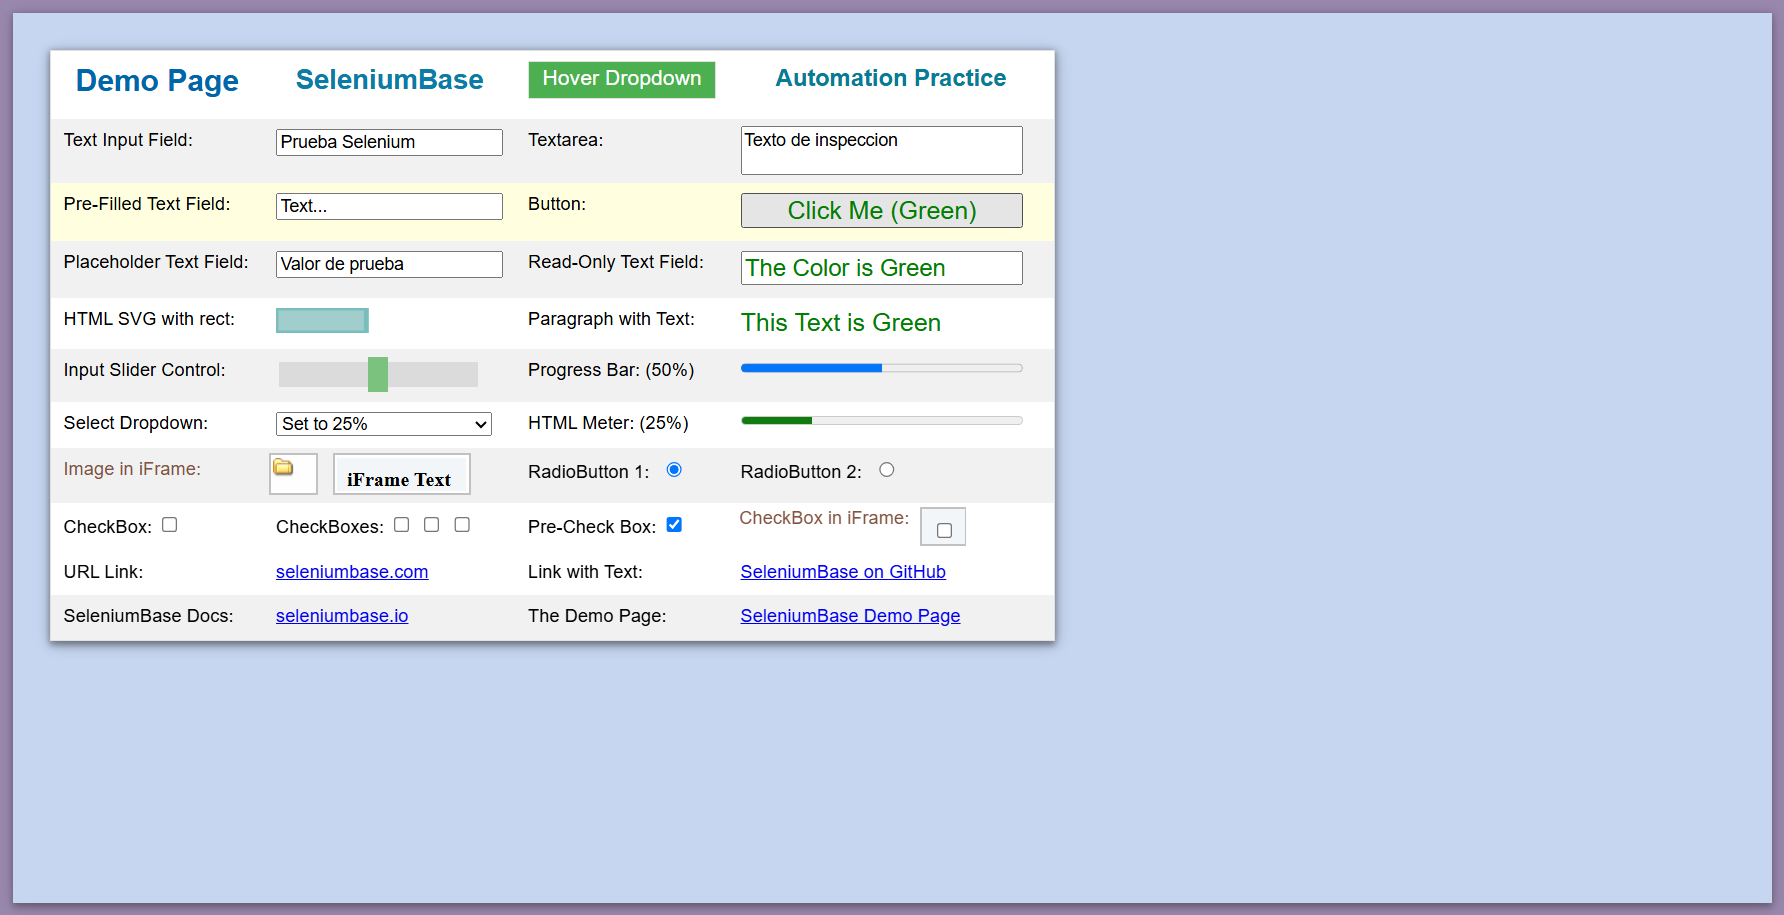 Demo Page SeleniumBase Hover Dropdown Automation Practice
Text Input Field: Prueba Selenium Textarea: Texto de inspeccion
Pre-Filled Text Field: Text... Button: Click Me (Green)
Placeholder Text Field: Valor de prueba Read-Only Text Field: The Color is Green
HTML SVG with rect: Paragraph with Text: This Text is Green
Input Slider Control: Progress Bar: (50%)
Select Dropdown: Set to 25% HTML Meter: (25%)
Image in iFrame: iFrame Text RadioButton 1: RadioButton 2:
CheckBox: CheckBoxes: Pre-Check Box: CheckBox in iFrame:
URL Link: seleniumbase.com Link with Text: SeleniumBase on GitHub
SeleniumBase Docs: seleniumbase.io The Demo Page: SeleniumBase Demo Page